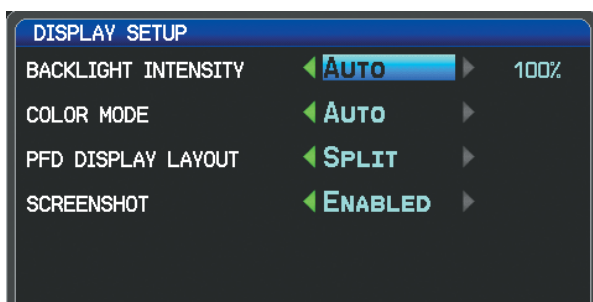 DISPLAY SETUP
BACKLIGHT INTENSITY AUTO 100%
COLOR MODE AUTO
PFD DISPLAY LAYOUT SPLIT
SCREENSHOT ENABLED